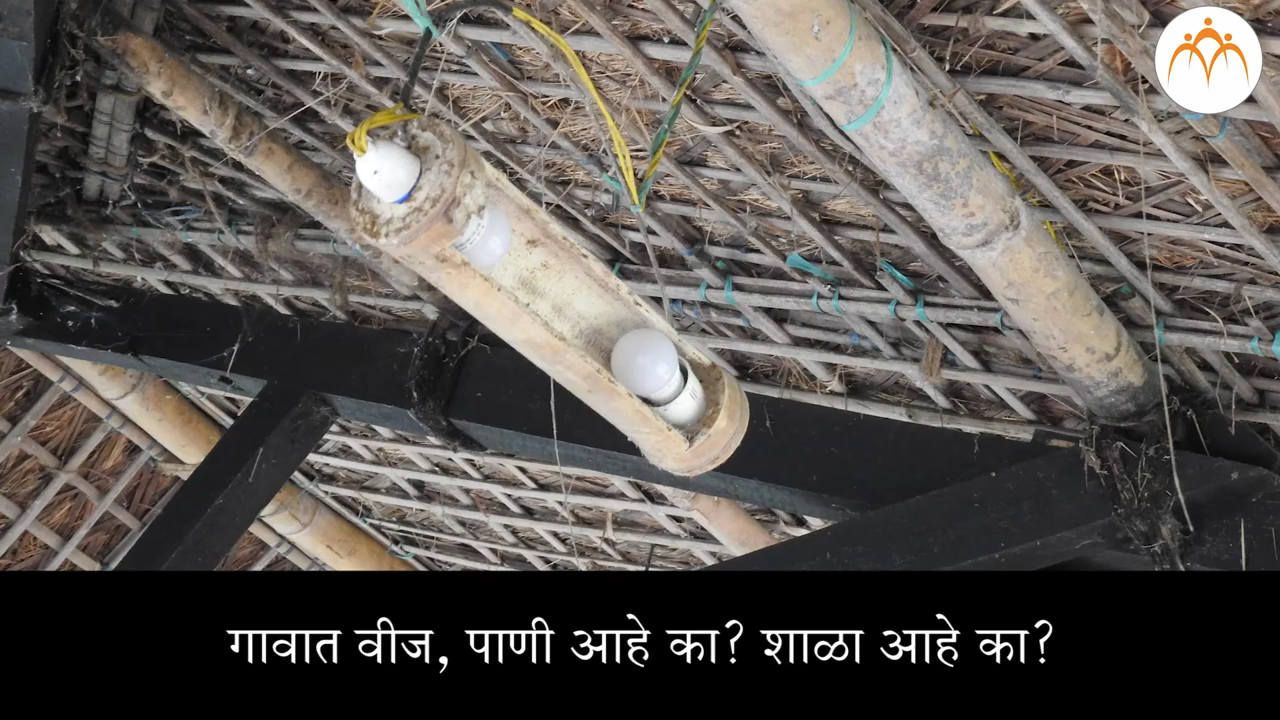 गावात वीज, पाणी आहे का? शाळा आहे का?